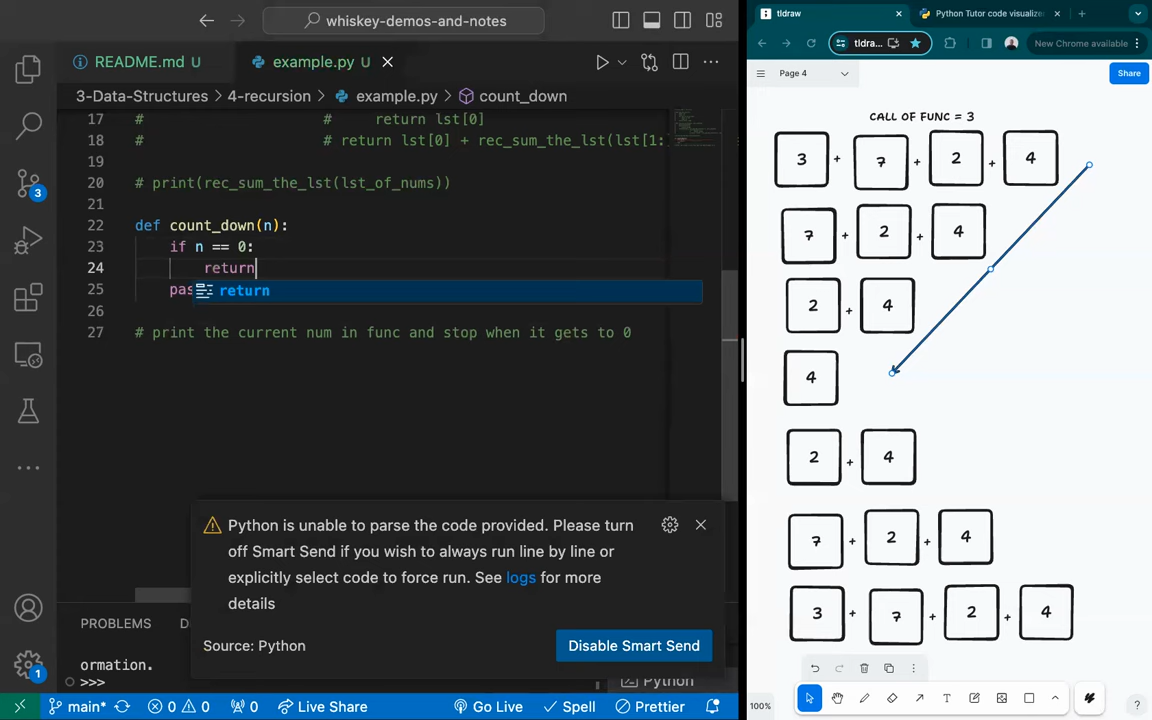 whiskey-demos-and-notes
README.md U
example.py U
3-Data-Structures > 4-recursion > example.py > count_down
17 # # return lst[0]
18 # # return lst[0] + rec_sum_the_lst(lst[1:
19
20 # print(rec_sum_the_lst(lst_of_nums))
21
22 def count_down(n):
23 if n == 0:
24 return
25 pas
return
26
27 # print the current num in func and stop when it gets to 0
Python is unable to parse the code provided. Please turn
off Smart Send if you wish to always run line by line or
explicitly select code to force run. See logs for more
details
Source: Python
Disable Smart Send
PROBLEMS D
ormation.
>>>
Python
3
1
main*
0 0
0
Live Share
Go Live
Spell
Prettier
tldraw
Python Tutor code visualize
tldraw...
New Chrome available
Page 4
Share
CALL OF FUNC = 3
3 + 7 + 2 + 4
7 + 2 + 4
2 + 4
4
2 + 4
7 + 2 + 4
3 + 7 + 2 + 4
100%
T
?